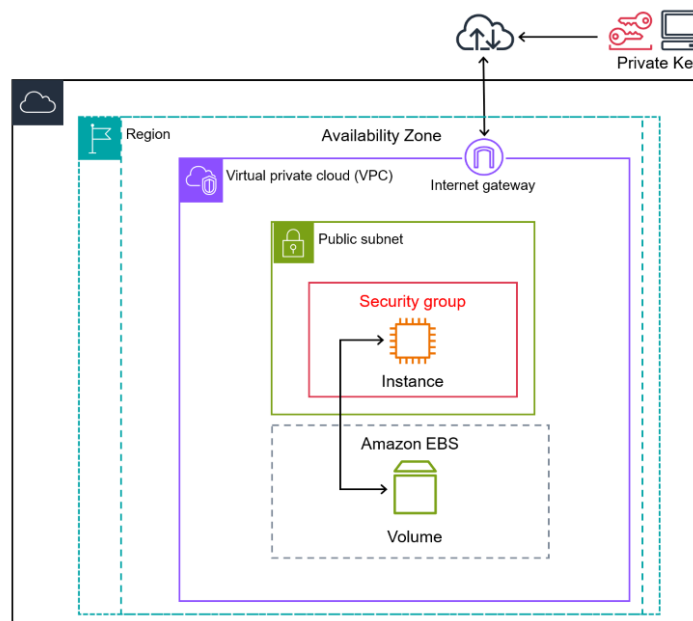 Private Ke
Region
Availability Zone
Virtual private cloud (VPC)
Internet gateway
Public subnet
Security group
Instance
Amazon EBS
Volume